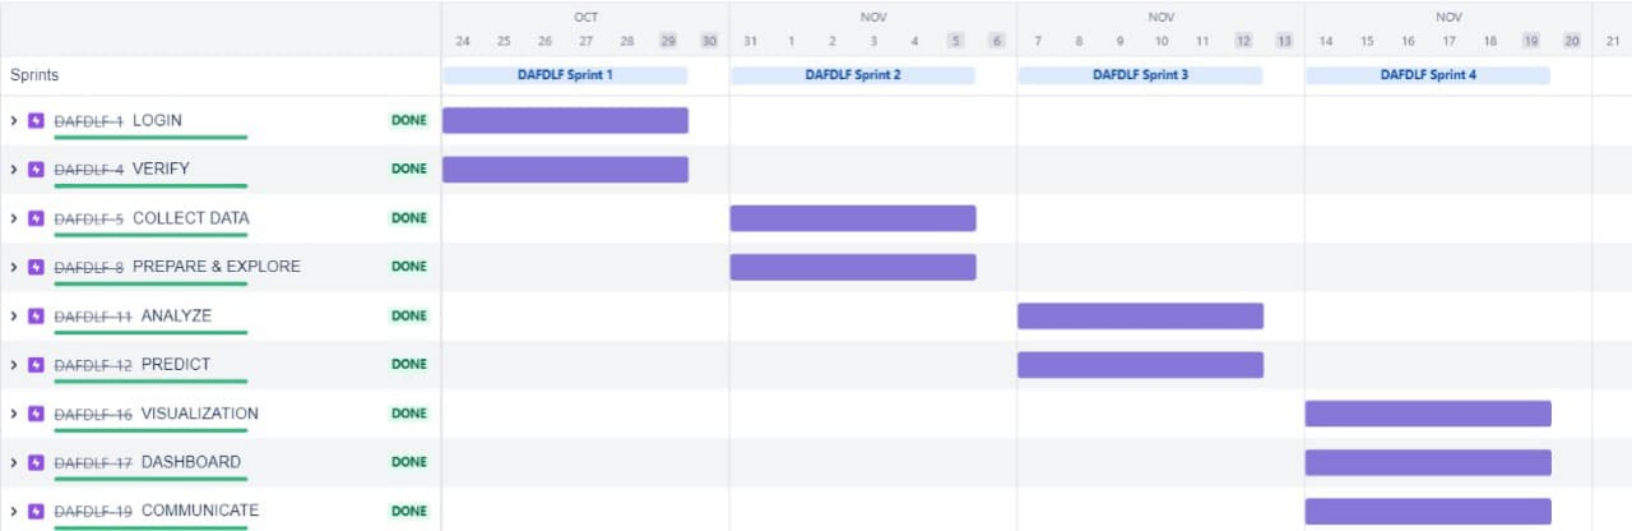 OCT NOV NOV NOV
24 25 26 27 28 29 30 31 1 2 3 4 5 6 7 8 9 10 11 12 13 14 15 16 17 18 19 20 21
Sprints DAFDLF Sprint 1 DAFDLF Sprint 2 DAFDLF Sprint 3 DAFDLF Sprint 4
DAFDLF-1 LOGIN DONE
DAFDLF-4 VERIFY DONE
DAFDLF-5 COLLECT DATA DONE
DAFDLF-8 PREPARE & EXPLORE DONE
DAFDLF-11 ANALYZE DONE
DAFDLF-12 PREDICT DONE
DAFDLF-16 VISUALIZATION DONE
DAFDLF-17 DASHBOARD DONE
DAFDLF-19 COMMUNICATE DONE